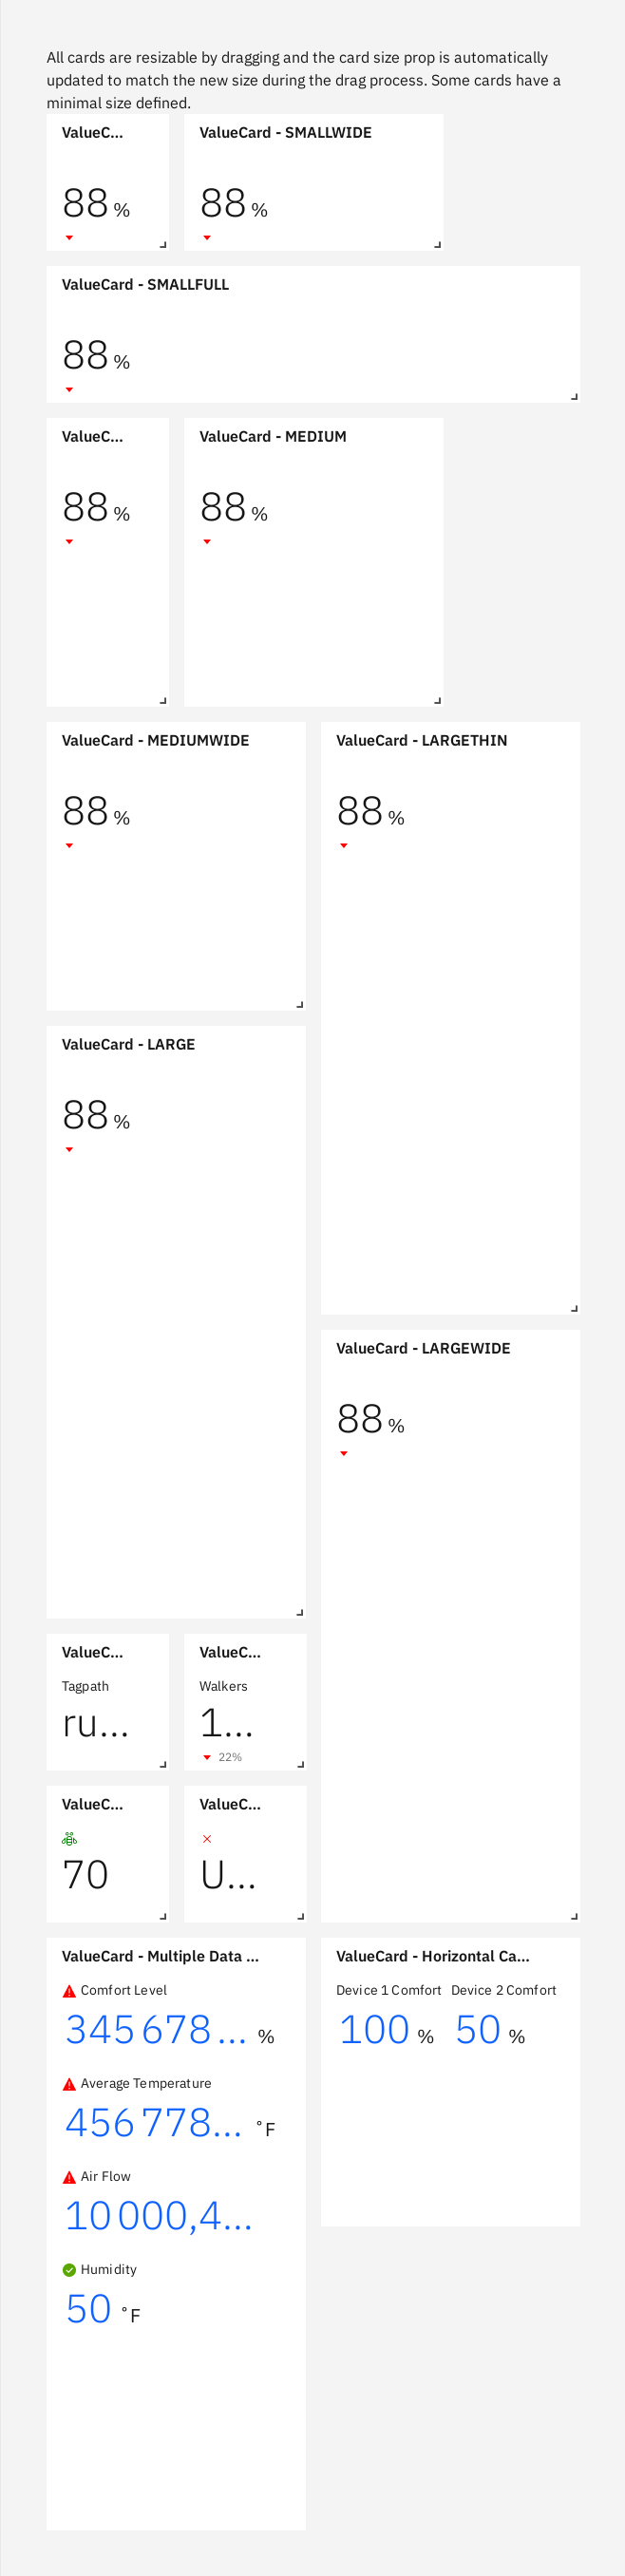 All cards are resizable by dragging and the card size prop is automatically
updated to match the new size during the drag process. Some cards have a
minimal size defined.
ValueC...
ValueCard - SMALLWIDE
88 %
88 %
ValueCard - SMALLFULL
88 %
ValueC...
ValueCard - MEDIUM
88 %
88 %
ValueCard - MEDIUMWIDE
88 %
ValueCard - LARGETHIN
88 %
ValueCard - LARGE
88 %
ValueCard - LARGEWIDE
88 %
ValueC...
Tagpath
ru...
ValueC...
Walkers
1...
22%
ValueC...
70
ValueC...
U...
ValueCard - Multiple Data ...
Comfort Level
345 678 ... %
Average Temperature
456 778... ˚F
Air Flow
10 000,4...
Humidity
50 ˚F
ValueCard - Horizontal Ca...
Device 1 Comfort Device 2 Comfort
100 % 50 %